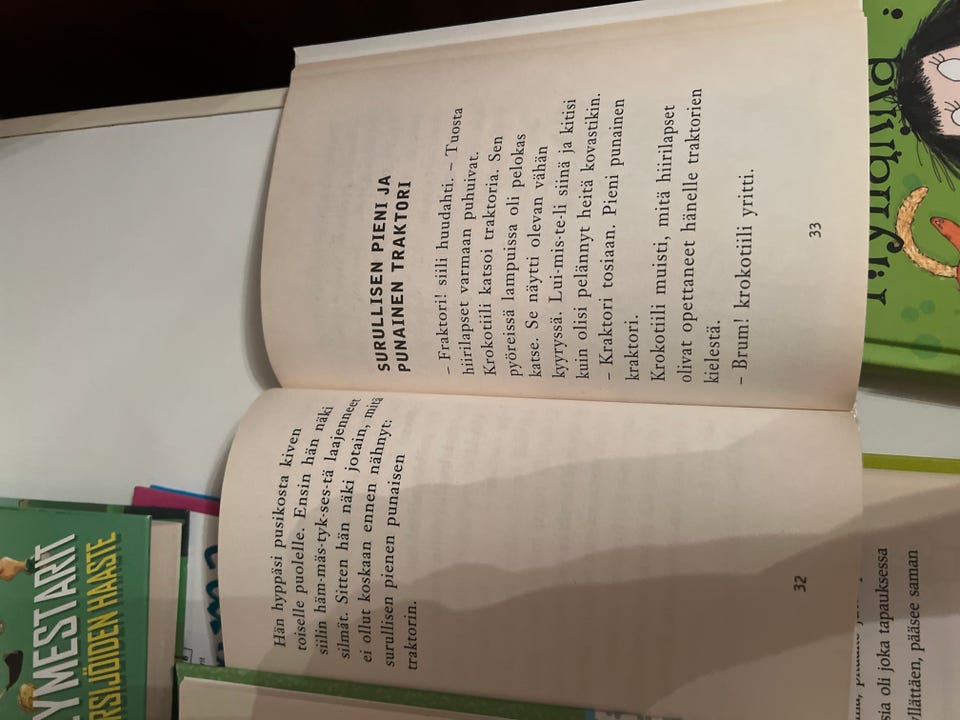 Hän hyppäsi pusikosta kiven
toiselle puolelle. Ensin hän näki
siilin häm-mäs-tyk-ses-tä laajenneet
silmät. Sitten hän näki jotain, mitä
ei ollut koskaan ennen nähnyt:
surullisen pienen punaisen
traktorin.
32
SURULLISEN PIENI JA
PUNAINEN TRAKTORI
– Fraktori! siili huudahti. – Tuosta
hiirilapset varmaan puhuivat.
Krokotiili katsoi traktoria. Sen
pyöreissä lampuissa oli pelokas
katse. Se näytti olevan vähän
kyyryssä. Lui-mis-te-li siinä ja kitisi
kuin olisi pelännyt heitä kovastikin.
– Kraktori tosiaan. Pieni punainen
kraktori.
Krokotiili muisti, mitä hiirilapset
olivat opettaneet hänelle traktorien
kielestä.
– Brum! krokotiili yritti.
33
YMESTARIT
RSIJÖIDEN HAASTE
sia oli joka tapauksessa
yllättäen, pääsee saman